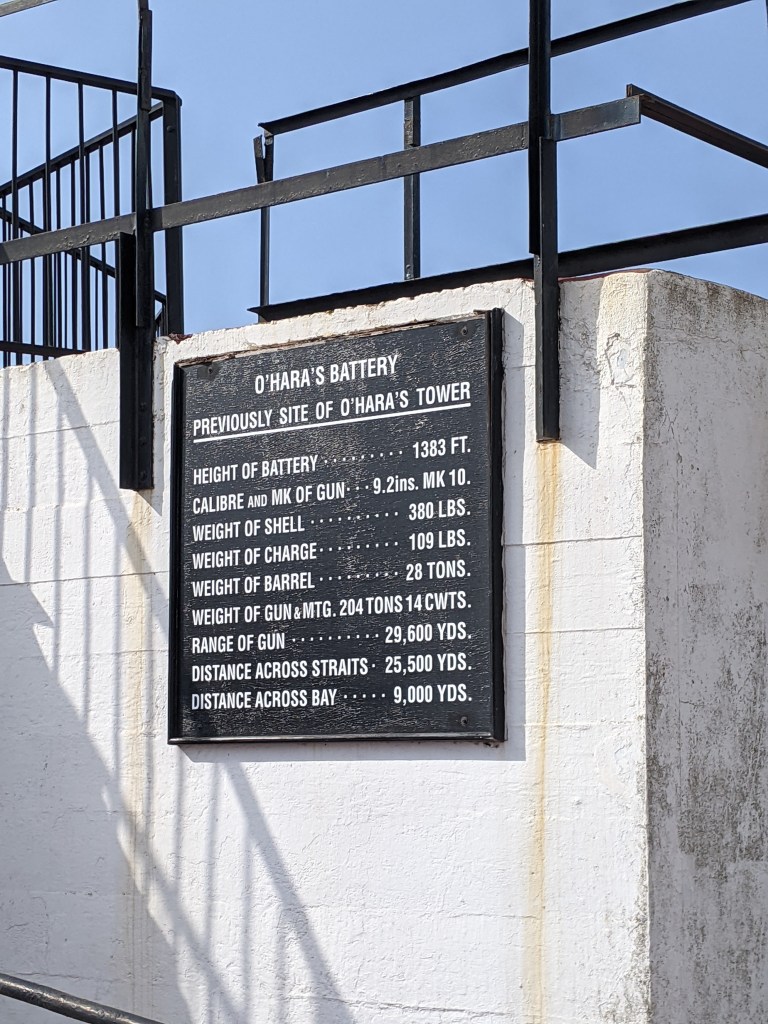 O'HARA'S BATTERY
PREVIOUSLY SITE OF O'HARA'S TOWER
HEIGHT OF BATTERY ········· 1383 FT.
CALIBRE AND MK OF GUN ··· 9.2ins. MK 10.
WEIGHT OF SHELL ·········· 380 LBS.
WEIGHT OF CHARGE ········· 109 LBS.
WEIGHT OF BARREL ········· 28 TONS.
WEIGHT OF GUN & MTG. 204 TONS 14 CWTS.
RANGE OF GUN ·········· 29,600 YDS.
DISTANCE ACROSS STRAITS · 25,500 YDS.
DISTANCE ACROSS BAY ····· 9,000 YDS.